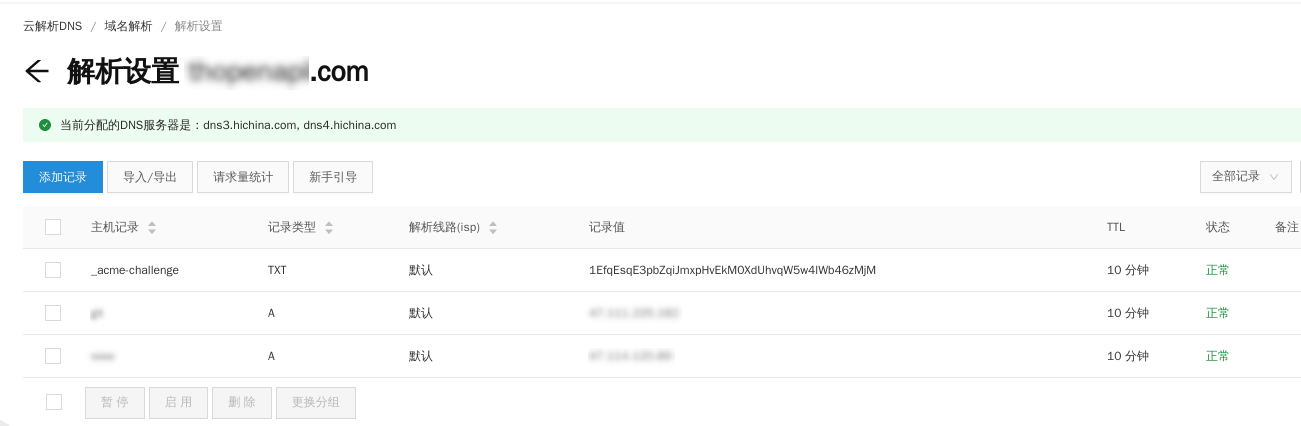 云解析DNS / 域名解析 / 解析设置
解析设置 .com
当前分配的DNS服务器是：dns3.hichina.com, dns4.hichina.com
添加记录 导入/导出 请求量统计 新手引导 全部记录
主机记录 记录类型 解析线路(isp) 记录值 TTL 状态 备注
_acme-challenge TXT 默认 1EfqEsqE3pbZqiJmxpHvEkM0XdUhvqW5w4lWb46zMjM 10 分钟 正常
A 默认 10 分钟 正常
A 默认 10 分钟 正常
暂 停 启 用 删 除 更换分组